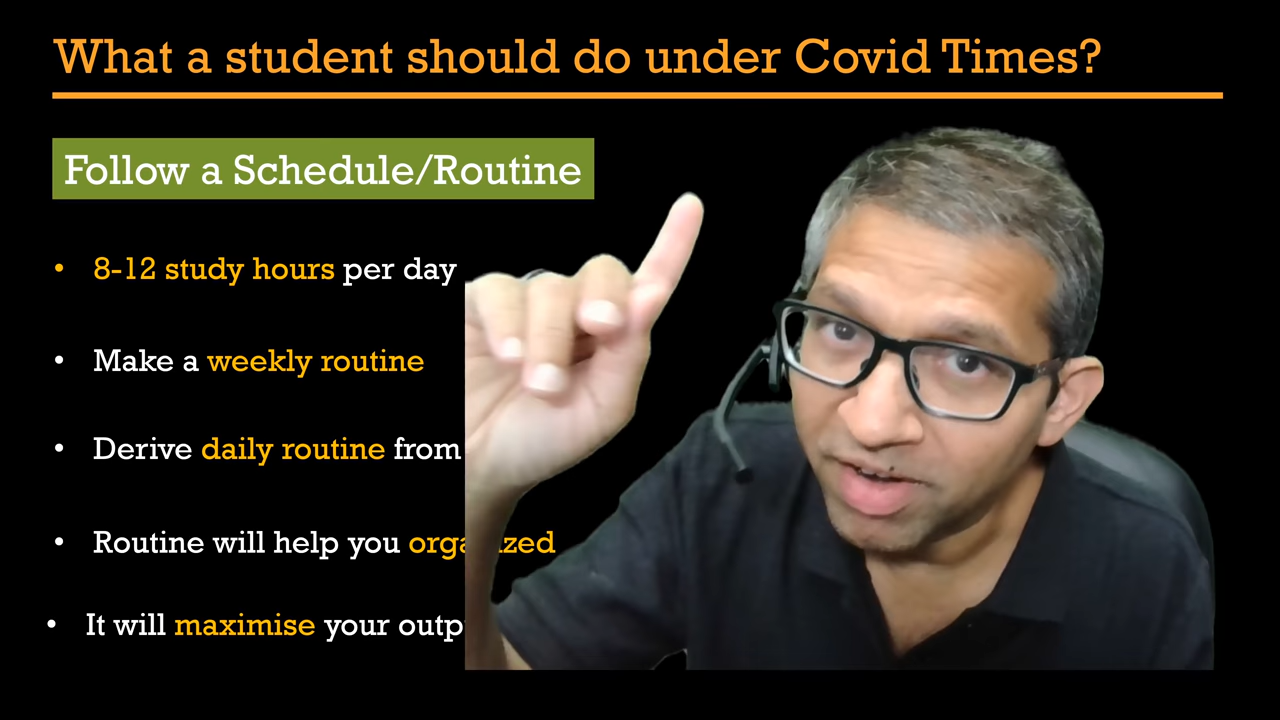 What a student should do under Covid Times?
Follow a Schedule/Routine
• 8-12 study hours per day
• Make a weekly routine
• Derive daily routine from
• Routine will help you
• It will maximise your